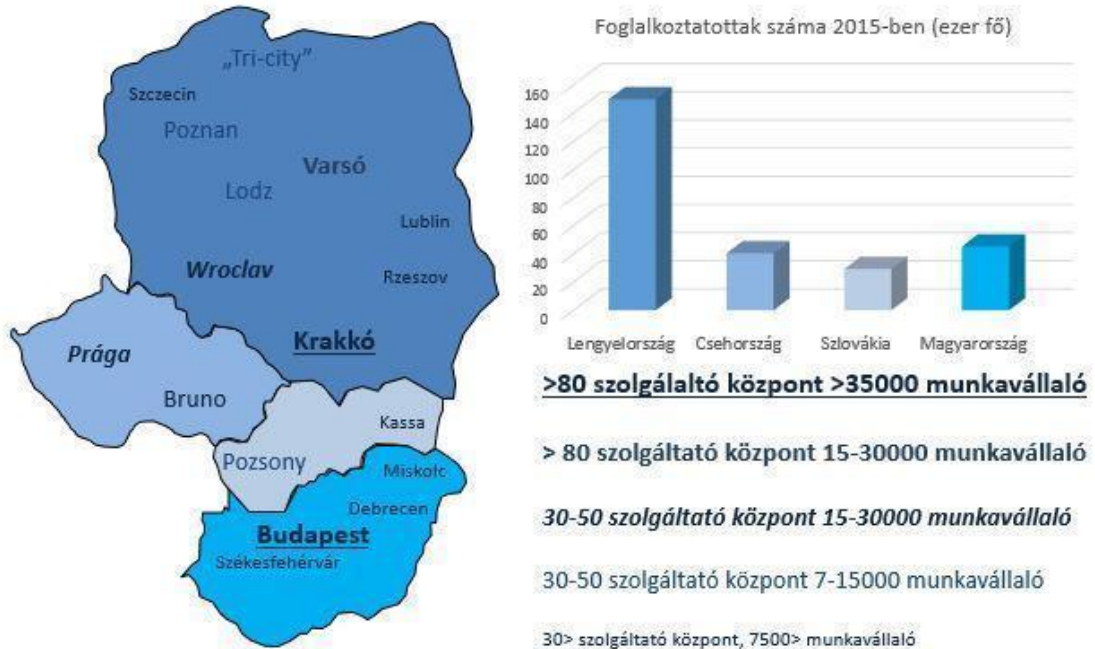 „Tri-city"
Szczecin
Poznan
Varsó
Lodz
Lublin
Wroclav
Rzeszov
Krakkó
Prága
Bruno
Kassa
Pozsony
Miskolc
Debrecen
Budapest
Székesfehérvár
Foglalkoztatottak száma 2015-ben (ezer fő)
160
140
120
100
80
60
40
20
0
Lengyelország Csehország Szlovákia Magyarország
>80 szolgálaltó központ >35000 munkavállaló
> 80 szolgáltató központ 15-30000 munkavállaló
30-50 szolgáltató központ 15-30000 munkavállaló
30-50 szolgáltató központ 7-15000 munkavállaló
30> szolgáltató központ, 7500> munkavállaló